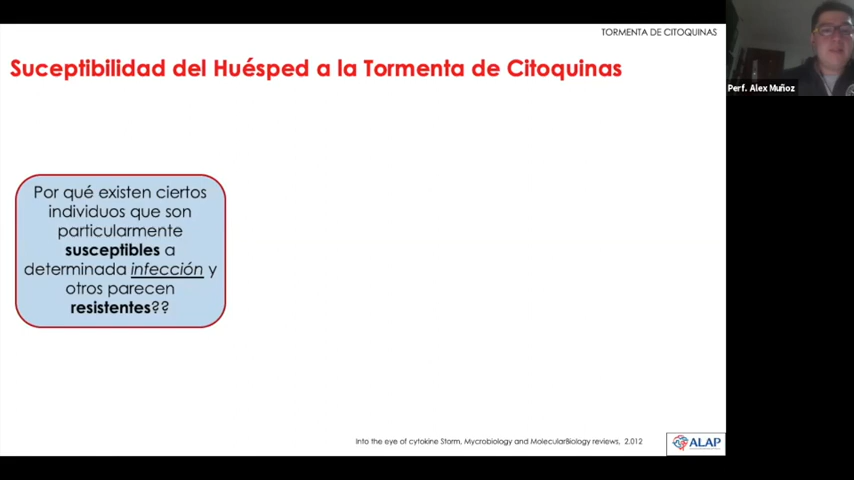 TORMENTA DE CITOQUINAS
Suceptibilidad del Huésped a la Tormenta de Citoquinas
Perf. Alex Muñoz
Por qué existen ciertos
individuos que son
particularmente
susceptibles a
determinada infección y
otros parecen
resistentes??
Into the eye of cytokine Storm, Mycrobiology and MolecularBiology reviews, 2.012
ALAP